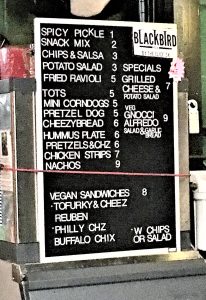 BLACKBIRD
SPICY PICKLE 1
SNACK MIX 2
CHIPS & SALSA 3
POTATO SALAD 3
FRIED RAVIOLI 5
TOTS 5
MINI CORNDOGS 5
PRETZEL DOG 5
CHEEZYBREAD 6
HUMMUS PLATE 6
PRETZELS&CHZ 6
CHICKEN STRIPS 7
NACHOS 9
SPECIALS
GRILLED
CHEESE & 7
POTATO SALAD
VEG
GNOCCI 9
ALFREDO
SALAD & GARLIC
VEGAN SANDWICHES 8
*TOFURKY & CHEEZ
REUBEN
*PHILLY CHZ
BUFFALO CHIX
*W CHIPS
OR SALAD